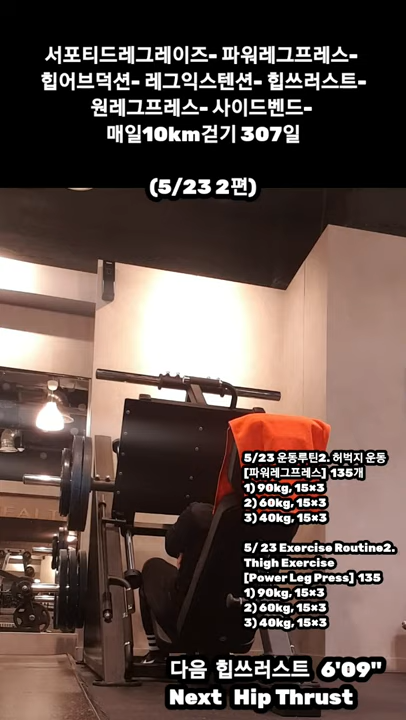 서포티드레그레이즈- 파워레그프레스-
힙어브덕션- 레그익스텐션- 힙쓰러스트-
원레그프레스- 사이드벤드-
매일10km걷기 307일
(5/23 2편)
5/23 운동루틴2. 허벅지 운동
[파워레그프레스] 135개
1) 90kg, 15×3
2) 60kg, 15×3
3) 40kg, 15×3
5/ 23 Exercise Routine2.
Thigh Exercise
[Power Leg Press] 135
1) 90kg, 15×3
2) 60kg, 15×3
3) 40kg, 15×3
다음 힙쓰러스트 6'09"
Next Hip Thrust